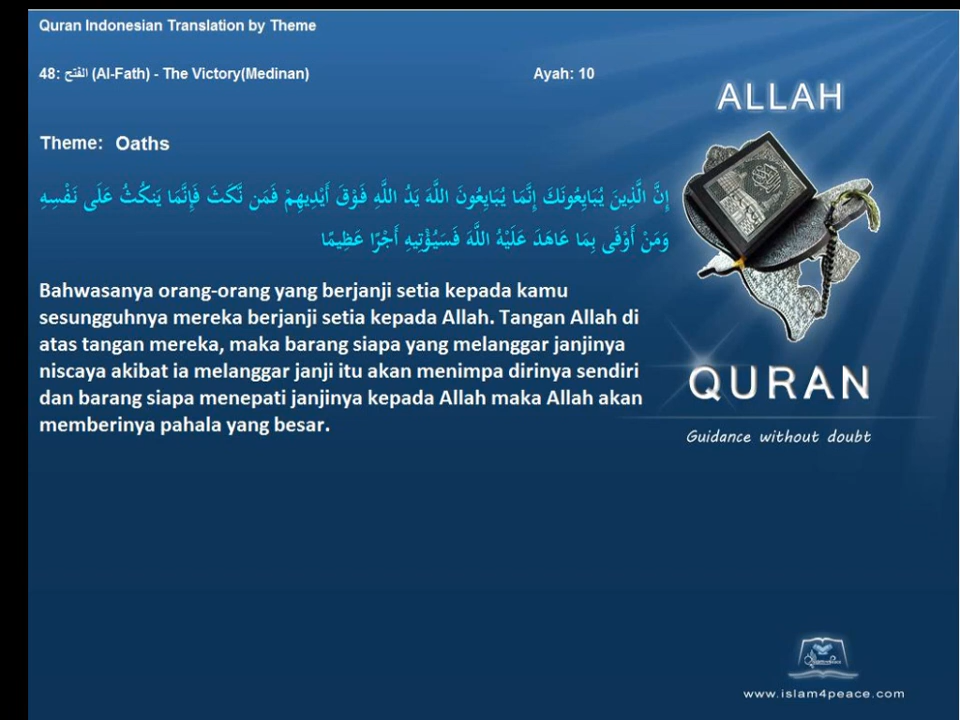 Quran Indonesian Translation by Theme
48: الفتح (Al-Fath) - The Victory(Medinan)
Ayah: 10
Theme: Oaths
إِنَّ الَّذِينَ يُبَايِعُونَكَ إِنَّمَا يُبَايِعُونَ اللَّهَ يَدُ اللَّهِ فَوْقَ أَيْدِيهِمْ فَمَن نَّكَثَ فَإِنَّمَا يَنكُثُ عَلَى نَفْسِهِ
وَمَنْ أَوْفَى بِمَا عَاهَدَ عَلَيْهُ اللَّهَ فَسَيُؤْتِيهِ أَجْرًا عَظِيمًا
Bahwasanya orang-orang yang berjanji setia kepada kamu
sesungguhnya mereka berjanji setia kepada Allah. Tangan Allah di
atas tangan mereka, maka barang siapa yang melanggar janjinya
niscaya akibat ia melanggar janji itu akan menimpa dirinya sendiri
dan barang siapa menepati janjinya kepada Allah maka Allah akan
memberinya pahala yang besar.
ALLAH
QURAN
Guidance without doubt
www.islam4peace.com